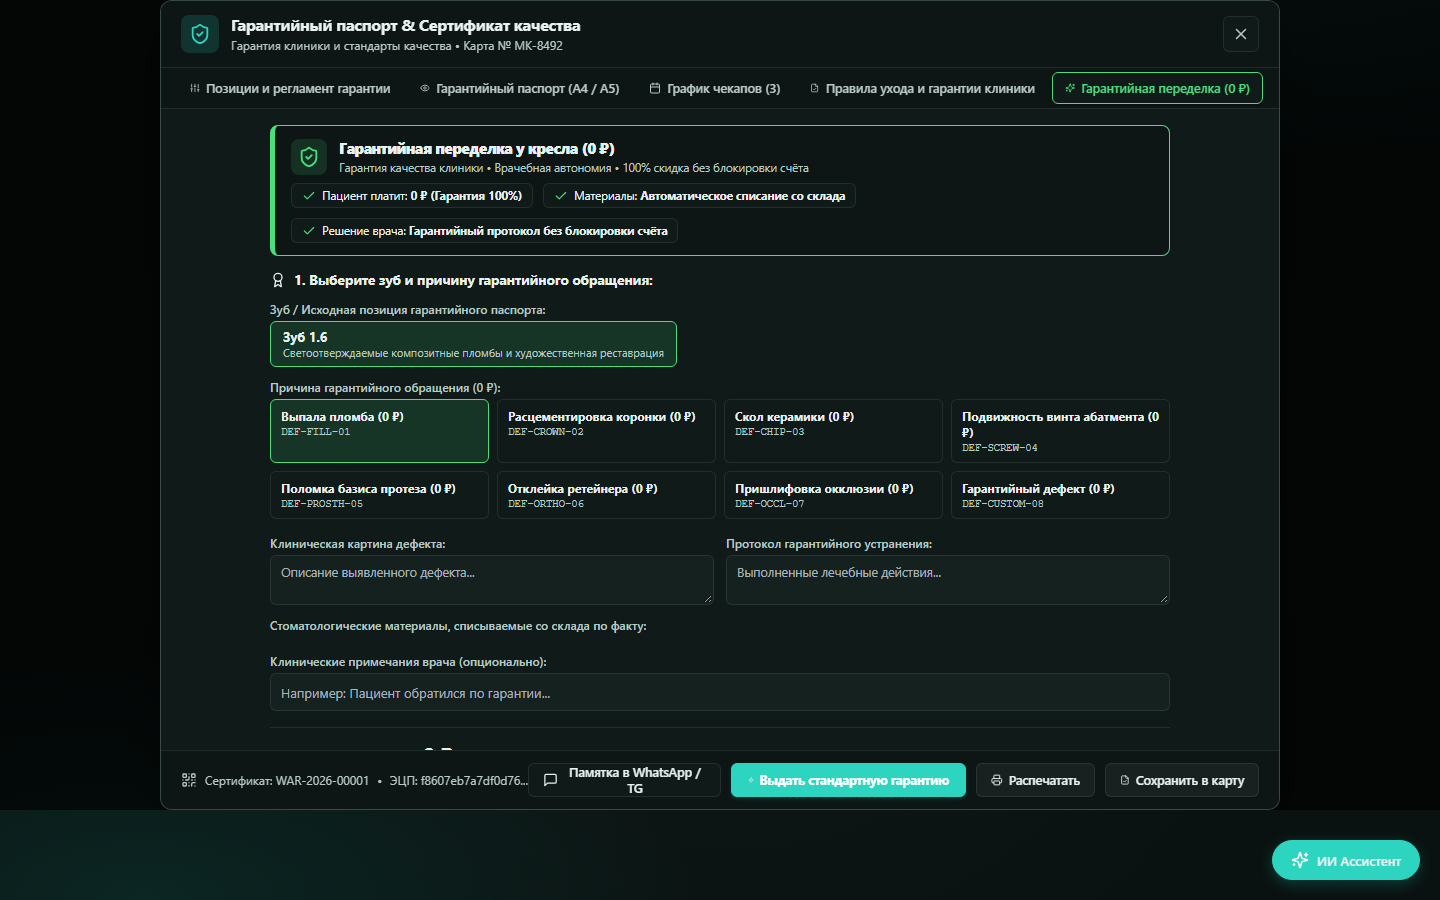 Гарантийный паспорт & Сертификат качества
Гарантия клиники и стандарты качества • Карта № МК-8492
Позиции и регламент гарантии
Гарантийный паспорт (А4 / А5)
График чекапов (3)
Правила ухода и гарантии клиники
Гарантийная переделка (0 ₽)
Гарантийная переделка у кресла (0 ₽)
Гарантия качества клиники • Врачебная автономия • 100% скидка без блокировки счёта
Пациент платит: 0 ₽ (Гарантия 100%)
Материалы: Автоматическое списание со склада
Решение врача: Гарантийный протокол без блокировки счёта
1. Выберите зуб и причину гарантийного обращения:
Зуб / Исходная позиция гарантийного паспорта:
Зуб 1.6
Светоотверждаемые композитные пломбы и художественная реставрация
Причина гарантийного обращения (0 ₽):
Выпала пломба (0 ₽)
DEF-FILL-01
Расцементировка коронки (0 ₽)
DEF-CROWN-02
Скол керамики (0 ₽)
DEF-CHIP-03
Подвижность винта абатмента (0
₽)
DEF-SCREW-04
Поломка базиса протеза (0 ₽)
DEF-PROSTH-05
Отклейка ретейнера (0 ₽)
DEF-ORTHO-06
Пришлифовка окклюзии (0 ₽)
DEF-OCCL-07
Гарантийный дефект (0 ₽)
DEF-CUSTOM-08
Клиническая картина дефекта:
Протокол гарантийного устранения:
Описание выявленного дефекта...
Выполненные лечебные действия...
Стоматологические материалы, списываемые со склада по факту:
Клинические примечания врача (опционально):
Например: Пациент обратился по гарантии...
Сертификат: WAR-2026-00001 • ЭЦП: f8607eb7a7df0d76...
Памятка в WhatsApp /
TG
Выдать стандартную гарантию
Распечатать
Сохранить в карту
ИИ Ассистент